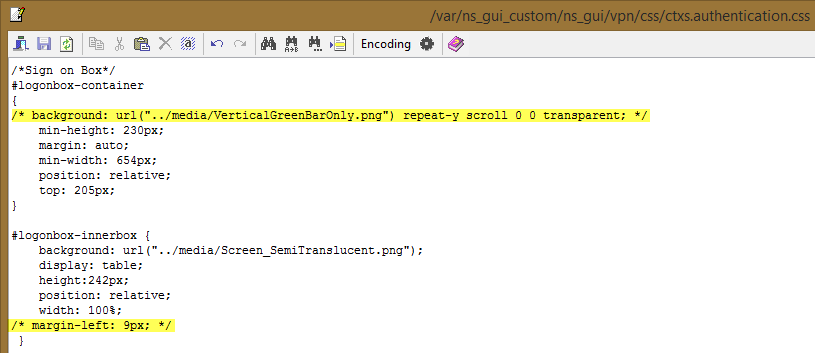 /var/ns_gui_custom/ns_gui/vpn/css/ctxs.authentication.css
Encoding
/*Sign on Box*/
#logonbox-container
{
/* background: url("../media/VerticalGreenBarOnly.png") repeat-y scroll 0 0 transparent; */
    min-height: 230px;
    margin: auto;
    min-width: 654px;
    position: relative;
    top: 205px;
}

#logonbox-innerbox {
    background: url("../media/Screen_SemiTranslucent.png");
    display: table;
    height:242px;
    position: relative;
    width: 100%;
/* margin-left: 9px; */
 }